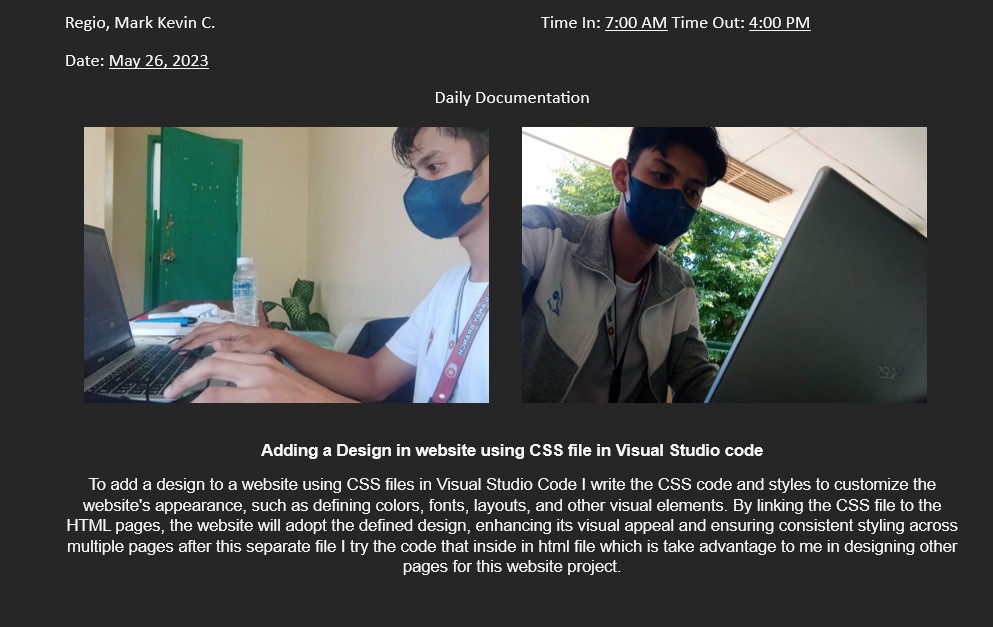 Regio, Mark Kevin C. Time In: 7:00 AM Time Out: 4:00 PM
Date: May 26, 2023
Daily Documentation
Adding a Design in website using CSS file in Visual Studio code
To add a design to a website using CSS files in Visual Studio Code I write the CSS code and styles to customize the
website's appearance, such as defining colors, fonts, layouts, and other visual elements. By linking the CSS file to the
HTML pages, the website will adopt the defined design, enhancing its visual appeal and ensuring consistent styling across
multiple pages after this separate file I try the code that inside in html file which is take advantage to me in designing other
pages for this website project.